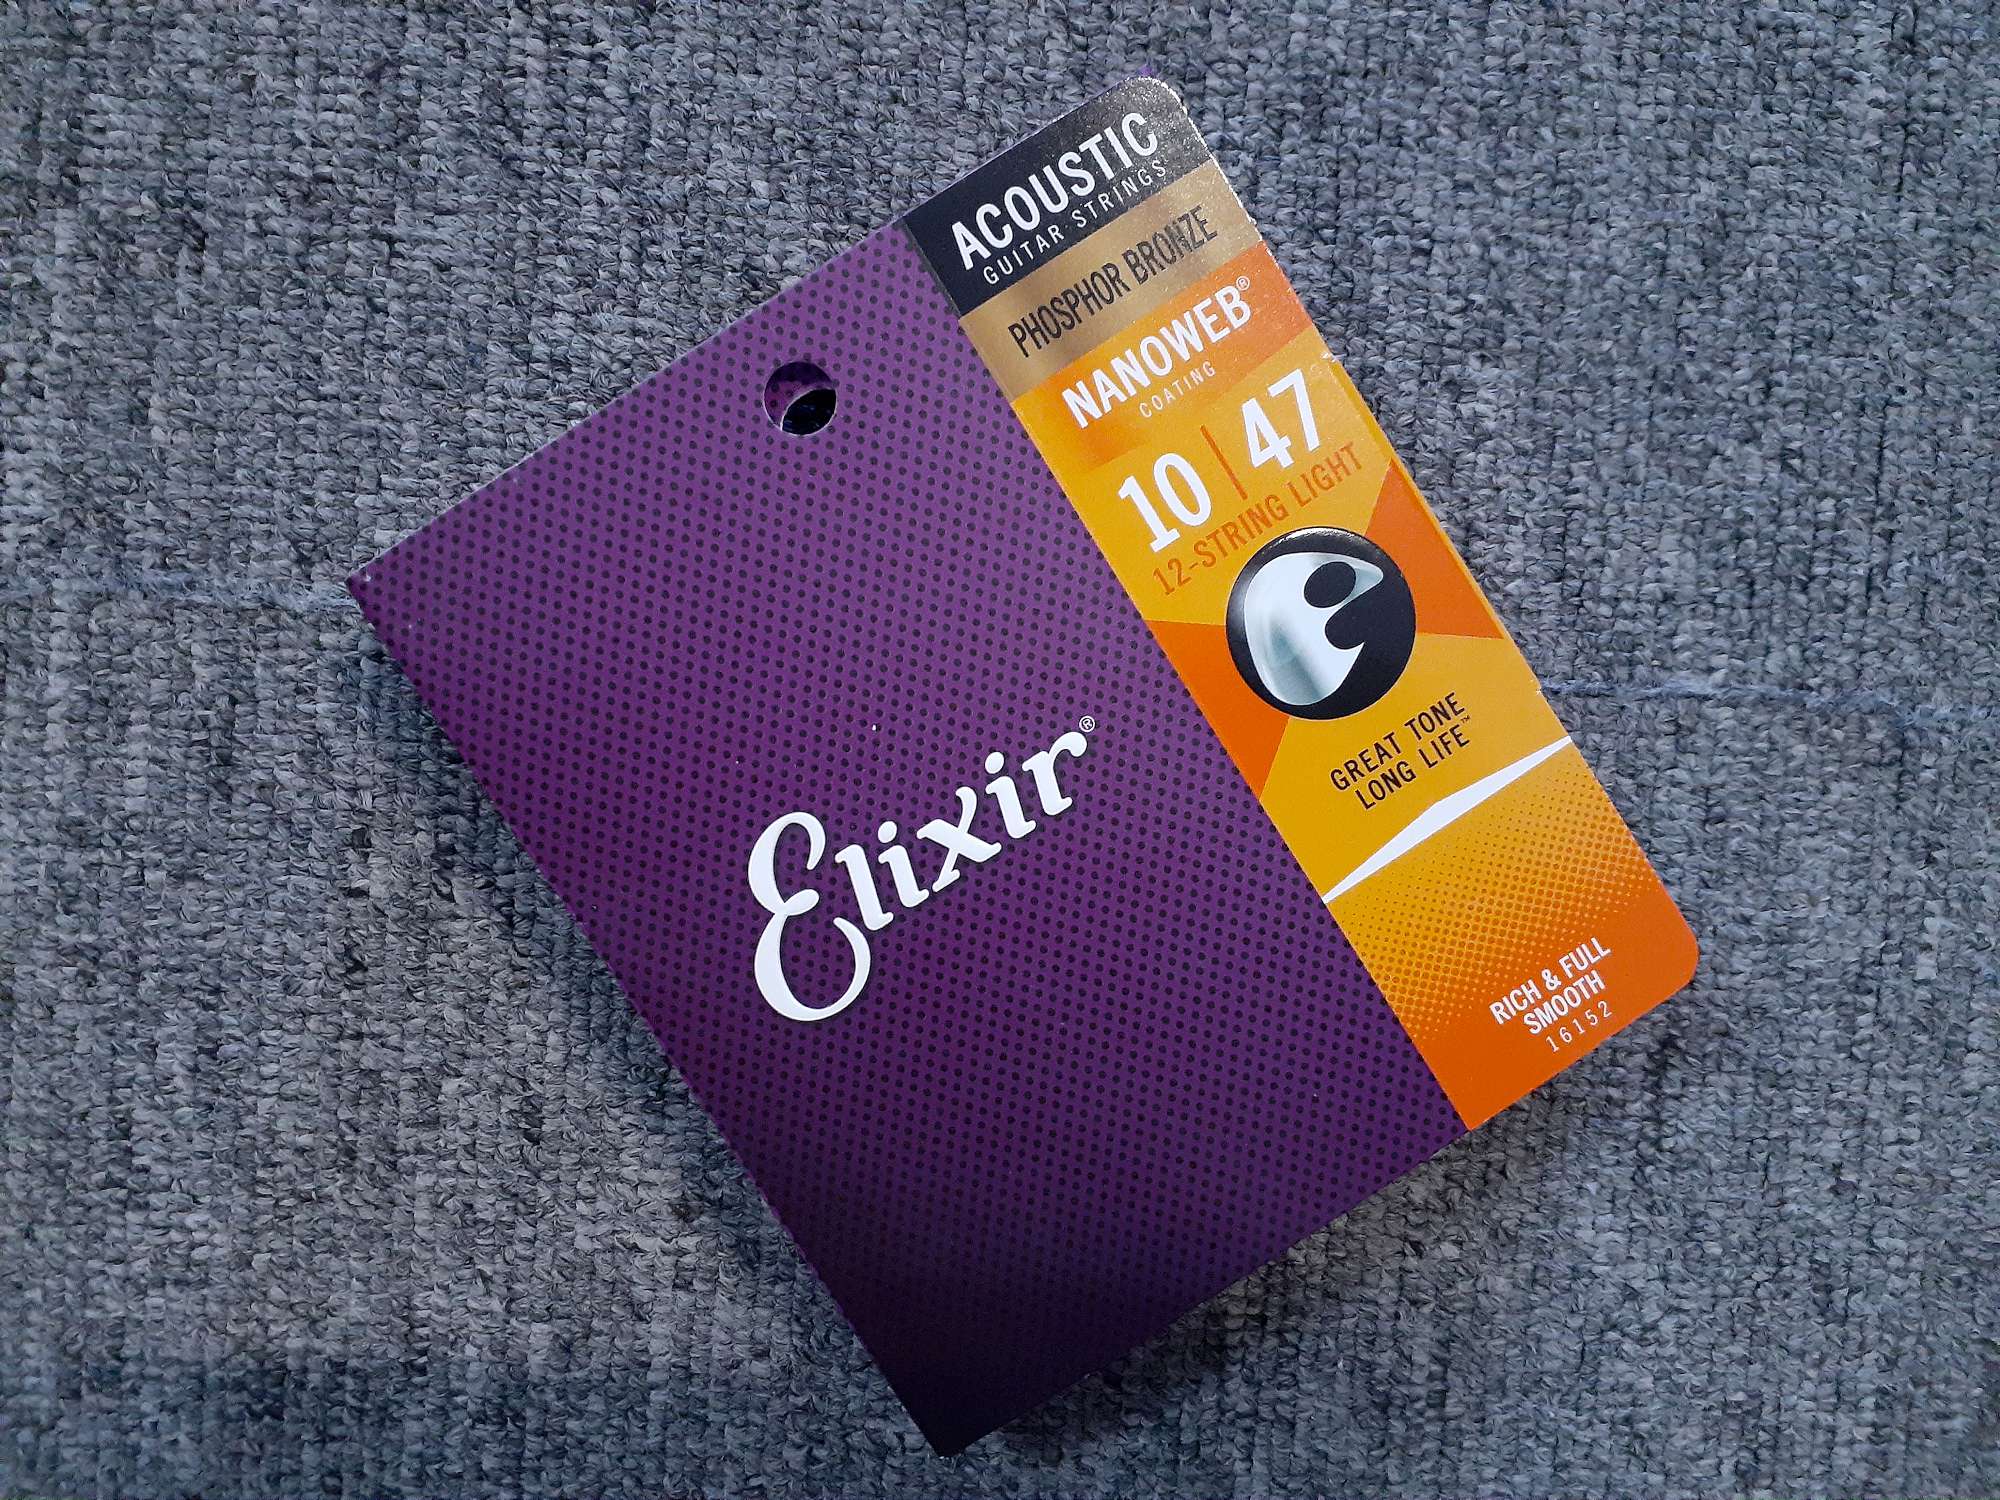 ACOUSTIC
GUITAR STRINGS
PHOSPHOR BRONZE
NANOWEB®
COATING
10 | 47
12-STRING LIGHT
GREAT TONE
LONG LIFE™
RICH & FULL
SMOOTH
16152
Elixir®